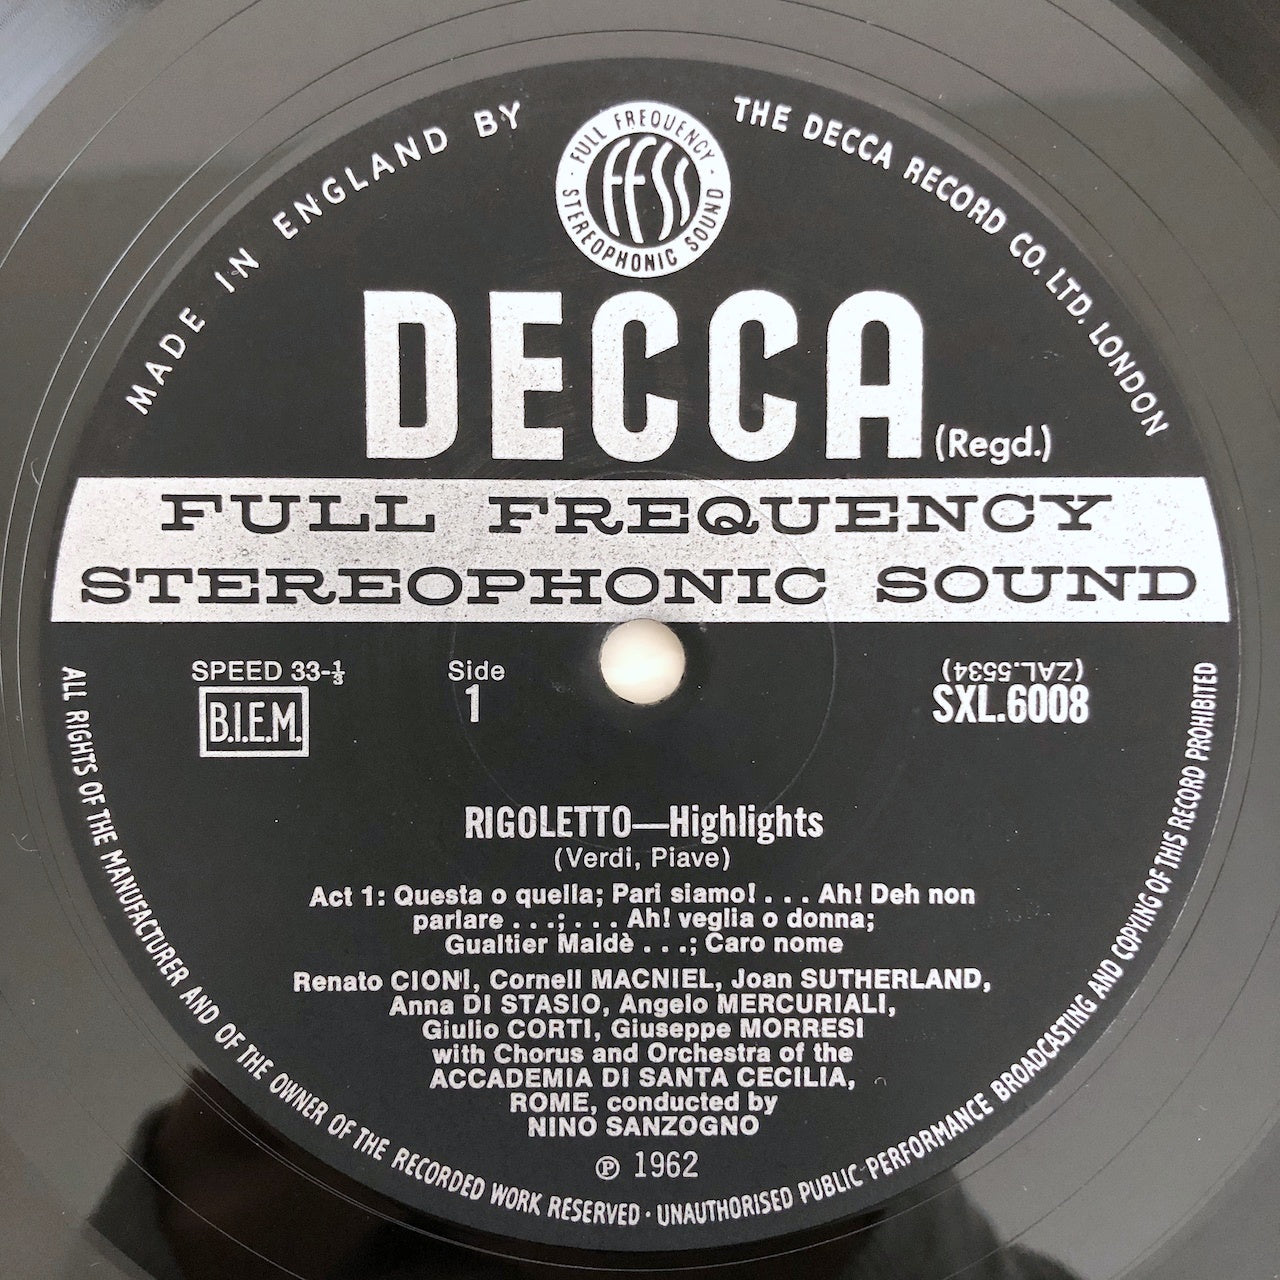 MADE IN ENGLAND BY
THE DECCA RECORD CO. LTD. LONDON
FULL FREQUENCY
ffss
STEREOPHONIC SOUND
DECCA (Regd.)
FULL FREQUENCY
STEREOPHONIC SOUND
SPEED 33-⅓
B.I.E.M.
Side
1
(ZAL.5534)
SXL.6008
RIGOLETTO—Highlights
(Verdi, Piave)
Act 1: Questa o quella; Pari siamo! . . . Ah! Deh non
parlare . . .; . . . Ah! veglia o donna;
Gualtier Maldè . . .; Caro nome
Renato CIONI, Cornell MACNIEL, Joan SUTHERLAND,
Anna DI STASIO, Angelo MERCURIALI,
Giulio CORTI, Giuseppe MORRESI
with Chorus and Orchestra of the
ACCADEMIA DI SANTA CECILIA,
ROME, conducted by
NINO SANZOGNO
℗ 1962
ALL RIGHTS OF THE MANUFACTURER AND OF THE OWNER OF THE RECORDED WORK RESERVED · UNAUTHORISED PUBLIC PERFORMANCE BROADCASTING AND COPYING OF THIS RECORD PROHIBITED